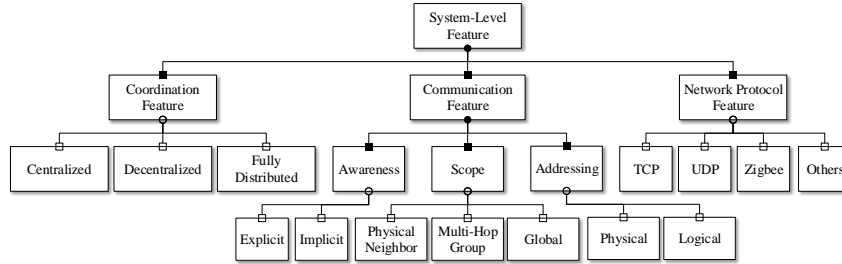 System-Level
Feature
Coordination
Feature
Communication
Feature
Network Protocol
Feature
Centralized
Decentralized
Fully
Distributed
Awareness
Scope
Addressing
TCP
UDP
Zigbee
Others
Explicit
Implicit
Physical
Neighbor
Multi-Hop
Group
Global
Physical
Logical